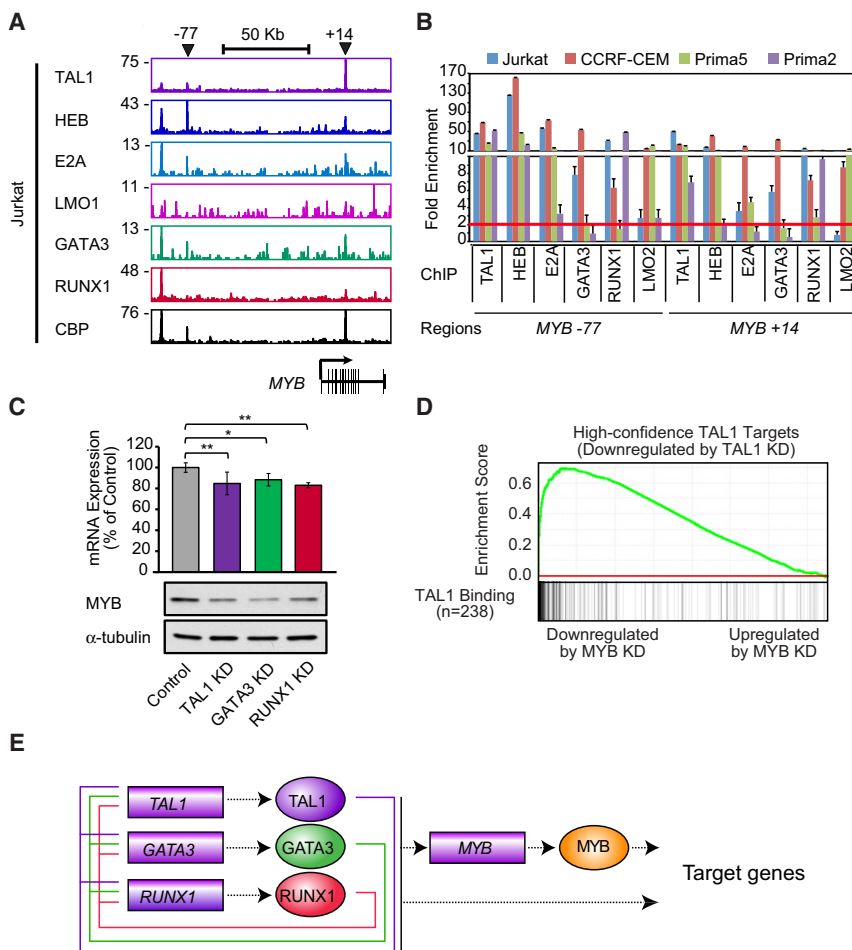 A
-77
50 Kb
+14
Jurkat
TAL1
75 -
HEB
43 -
E2A
13 -
LMO1
11 -
GATA3
13 -
RUNX1
48 -
CBP
76 -
MYB
B
Jurkat
CCRF-CEM
Prima5
Prima2
Fold Enrichment
170
130
90
50
10
8
6
4
2
0
ChIP
TAL1
HEB
E2A
GATA3
RUNX1
LMO2
TAL1
HEB
E2A
GATA3
RUNX1
LMO2
Regions
MYB -77
MYB +14
C
mRNA Expression
(% of Control)
120
100
80
60
40
20
0
**
*
**
MYB
α-tubulin
Control
TAL1 KD
GATA3 KD
RUNX1 KD
D
High-confidence TAL1 Targets
(Downregulated by TAL1 KD)
Enrichment Score
0.6
0.4
0.2
0.0
TAL1 Binding
(n=238)
Downregulated
by MYB KD
Upregulated
by MYB KD
E
TAL1
TAL1
GATA3
GATA3
RUNX1
RUNX1
MYB
MYB
Target genes